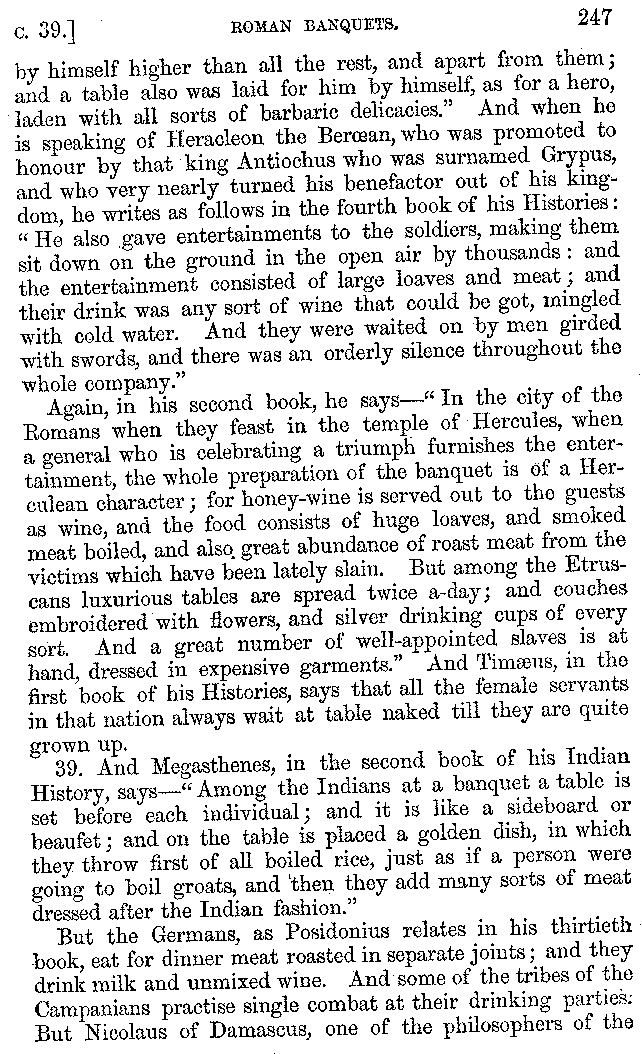 C. 39.] ROMAN BANQUETS. 247
by himself higher than all the rest, and apart from them;
and a table also was laid for him by himself, as for a hero,
laden with all sorts of barbaric delicacies.” And when he
is speaking of Heracleon the Berœan, who was promoted to
honour by that king Antiochus who was surnamed Grypus,
and who very nearly turned his benefactor out of his king-
dom, he writes as follows in the fourth book of his Histories:
“He also gave entertainments to the soldiers, making them
sit down on the ground in the open air by thousands: and
the entertainment consisted of large loaves and meat; and
their drink was any sort of wine that could be got, mingled
with cold water. And they were waited on by men girded
with swords, and there was an orderly silence throughout the
whole company.”
Again, in his second book, he says—“In the city of the
Romans when they feast in the temple of Hercules, when
a general who is celebrating a triumph furnishes the enter-
tainment, the whole preparation of the banquet is of a Her-
culean character; for honey-wine is served out to the guests
as wine, and the food consists of huge loaves, and smoked
meat boiled, and also great abundance of roast meat from the
victims which have been lately slain. But among the Etrus-
cans luxurious tables are spread twice a-day; and couches
embroidered with flowers, and silver drinking cups of every
sort. And a great number of well-appointed slaves is at
hand, dressed in expensive garments.” And Timæus, in the
first book of his Histories, says that all the female servants
in that nation always wait at table naked till they are quite
grown up.
39. And Megasthenes, in the second book of his Indian
History, says—“Among the Indians at a banquet a table is
set before each individual; and it is like a sideboard or
beaufet; and on the table is placed a golden dish, in which
they throw first of all boiled rice, just as if a person were
going to boil groats, and then they add many sorts of meat
dressed after the Indian fashion.”
But the Germans, as Posidonius relates in his thirtieth
book, eat for dinner meat roasted in separate joints; and they
drink milk and unmixed wine. And some of the tribes of the
Campanians practise single combat at their drinking parties.
But Nicolaus of Damascus, one of the philosophers of the